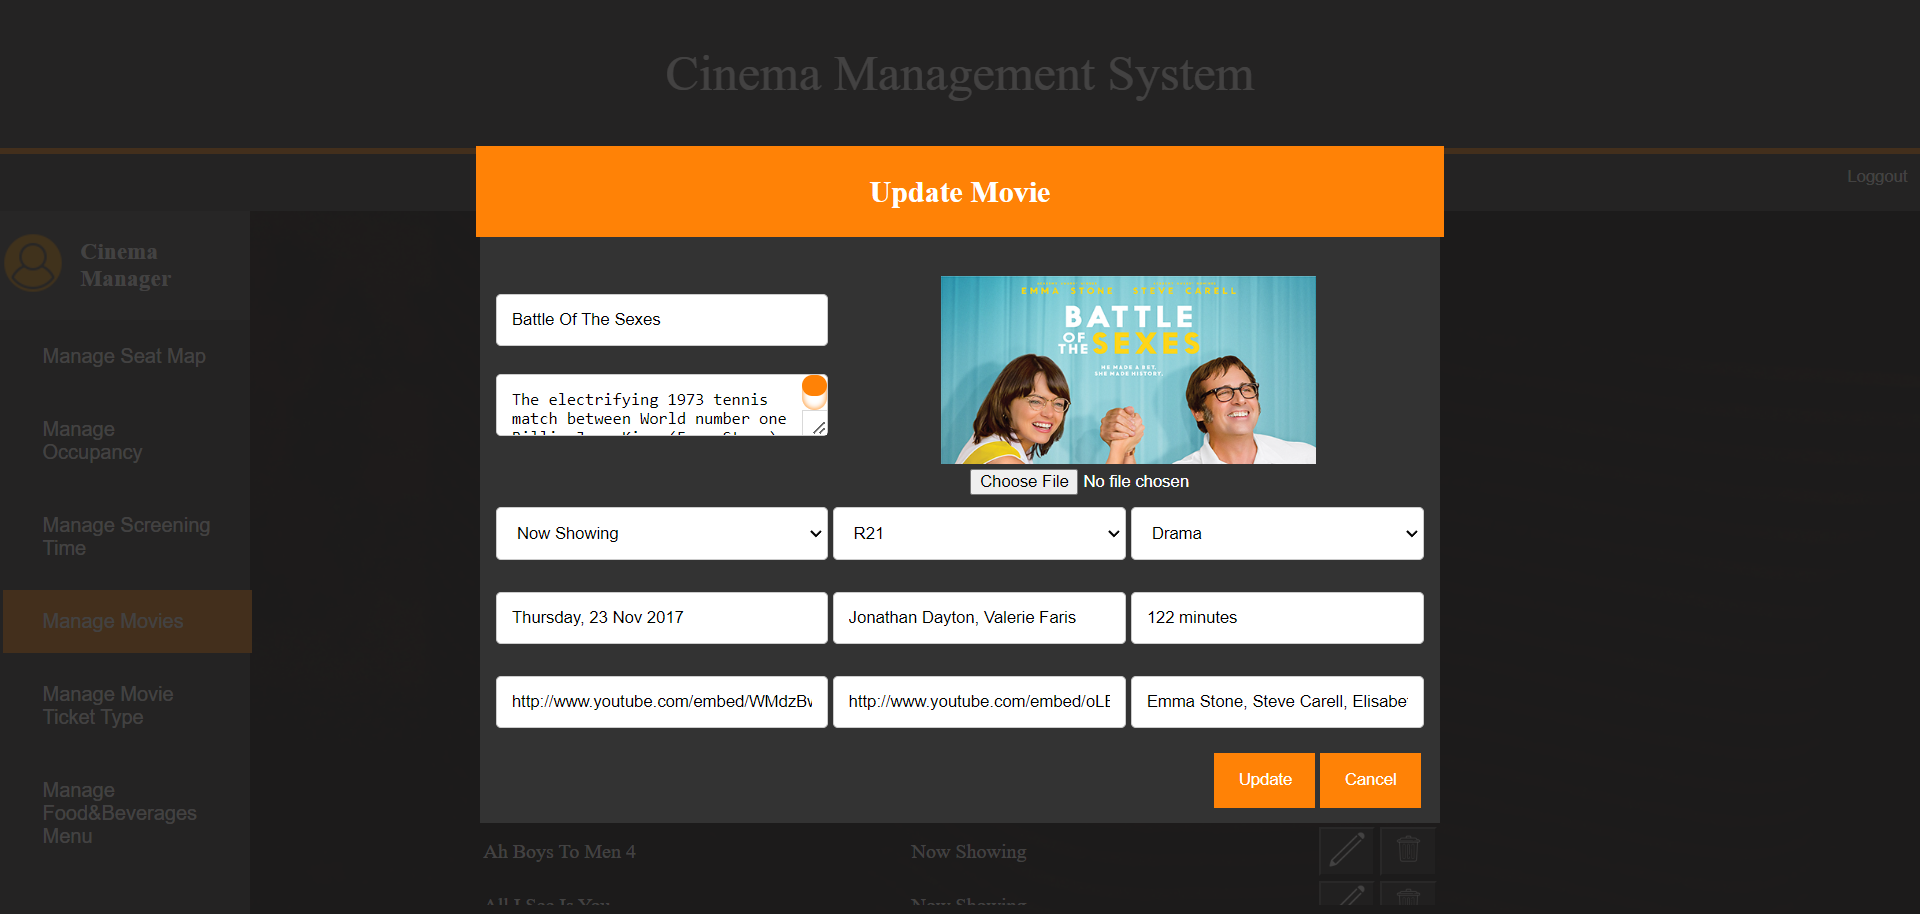 Cinema Management System
Loggout
Update Movie
Cinema
Manager
Manage Seat Map
Manage
Occupancy
Manage Screening
Time
Manage Movies
Manage Movie
Ticket Type
Manage
Food&Beverages
Menu
Battle Of The Sexes
The electrifying 1973 tennis
match between World number one
EMMA STONE STEVE CARELL
BATTLE
OF
THE SEXES
HE MADE A BET.
SHE MADE HISTORY.
Choose File No file chosen
Now Showing
R21
Drama
Thursday, 23 Nov 2017
Jonathan Dayton, Valerie Faris
122 minutes
http://www.youtube.com/embed/WMdzBv
http://www.youtube.com/embed/oLE
Emma Stone, Steve Carell, Elisabe
Update
Cancel
Ah Boys To Men 4
Now Showing
All I See Is You
Now Showing